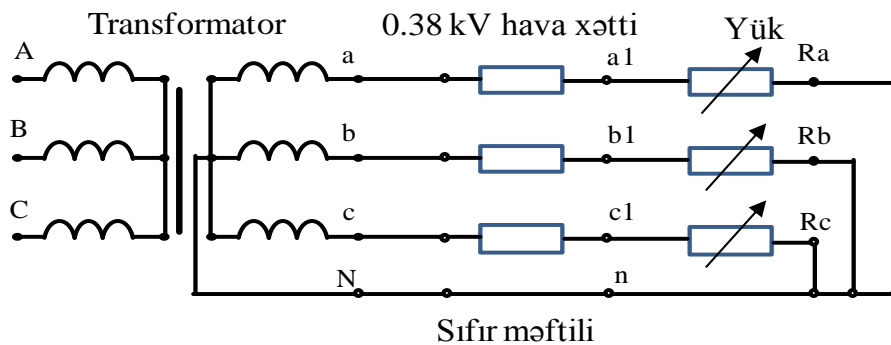 Transformator 0.38 kV hava xətti Yük
A a a1 Ra
B b b1 Rb
C c c1 Rc
N n
Sıfır məftili